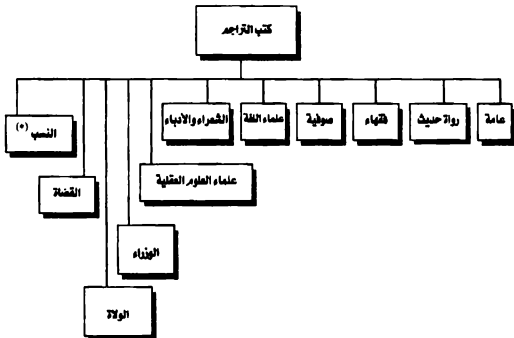 كتب التراجم
عامة
رواة حديث
فقهاء
صوفية
علماء اللغة
الشعراء والأدباء
النسب (*)
علماء العلوم العقلية
القضاة
الوزراء
الولاة